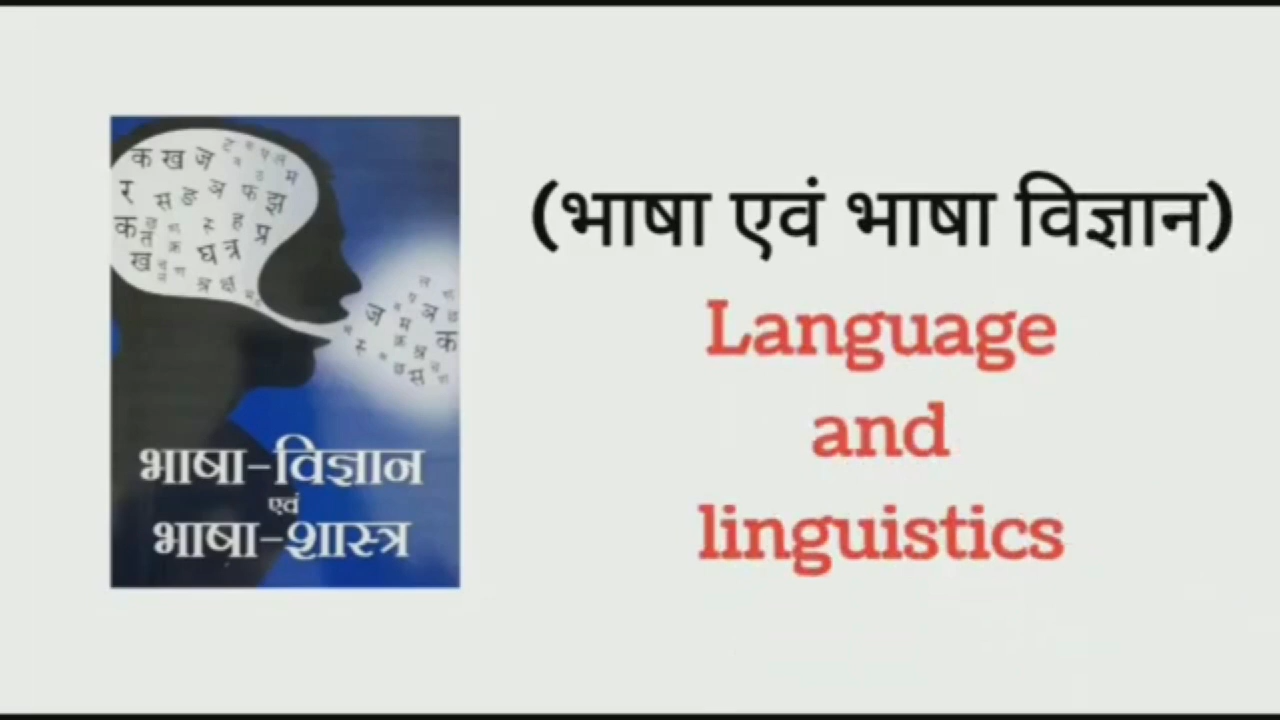 क ख ज
र स ङ अ फ झ
क ह प्र
त
ख घ त्र
ज म अ
क
स
भाषा-विज्ञान
एवं
भाषा-शास्त्र
(भाषा एवं भाषा विज्ञान)
Language
and
linguistics